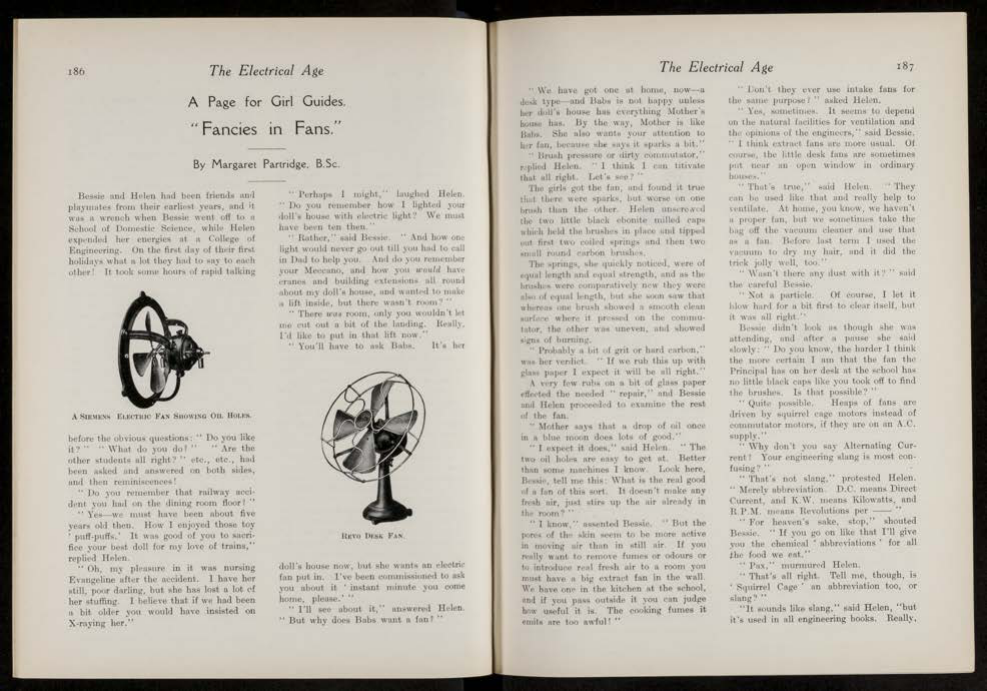 186
The Electrical Age
A Page for Girl Guides.
"Fancies in Fans."
By Margaret Partridge, B.Sc.
Bessie and Helen had been friends and
playmates from their earliest years, and it
was a wrench when Bessie went off to a
School of Domestic Science, while Helen
expended her energies at a College of
Engineering. On the first day of their first
holidays what a lot they had to say to each
other! It took some hours of rapid talking
A SIEMENS ELECTRIC FAN SHOWING OIL HOLES.
before the obvious questions: " Do you like
it? " " What do you do? " " Are the
other students all right? " etc., etc., had
been asked and answered on both sides,
and then reminiscences!
" Do you remember that railway acci-
dent you had on the dining room floor? "
" Yes—we must have been about five
years old then. How I enjoyed those toy
' puff-puffs.' It was good of you to sacri-
fice your best doll for my love of trains,"
replied Helen.
" Oh, my pleasure in it was nursing
Evangeline after the accident. I have her
still, poor darling, but she has lost a lot of
her stuffing. I believe that if we had been
a bit older you would have insisted on
X-raying her."
" Perhaps I might," laughed Helen.
" Do you remember how I lighted your
doll's house with electric light? We must
have been ten then."
" Rather," said Bessie. " And how one
light would never go out till you had to call
in Dad to help you. And do you remember
your Meccano, and how you would have
cranes and building extensions all round
about my doll's house, and wanted to make
a lift inside, but there wasn't room? "
" There was room, only you wouldn't let
me cut out a bit of the landing. Really,
I'd like to put in that lift now."
" You'll have to ask Babs. It's her
REVO DESK FAN.
doll's house now, but she wants an electric
fan put in. I've been commissioned to ask
you about it ' instant minute you come
home, please.' "
" I'll see about it," answered Helen.
" But why does Babs want a fan? "
The Electrical Age
187
" We have got one at home, now—a
desk type—and Babs is not happy unless
her doll's house has everything Mother's
house has. By the way, Mother is like
Babs. She also wants your attention to
her fan, because she says it sparks a bit."
" Brush pressure or dirty commutator,"
replied Helen. " I think I can titivate
that all right. Let's see? "
The girls got the fan, and found it true
that there were sparks, but worse on one
brush than the other. Helen unscrewed
the two little black ebonite milled caps
which held the brushes in place and tipped
out first two coiled springs and then two
small round carbon brushes.
The springs, she quickly noticed, were of
equal length and equal strength, and as the
brushes were comparatively new they were
also of equal length, but she soon saw that
whereas one brush showed a smooth clean
surface where it pressed on the commu-
tator, the other was uneven, and showed
signs of burning.
" Probably a bit of grit or hard carbon,"
was her verdict. " If we rub this up with
glass paper I expect it will be all right."
A very few rubs on a bit of glass paper
effected the needed " repair," and Bessie
and Helen proceeded to examine the rest
of the fan.
" Mother says that a drop of oil once
in a blue moon does lots of good."
" I expect it does," said Helen. " The
two oil holes are easy to get at. Better
than some machines I know. Look here,
Bessie, tell me this: What is the real good
of a fan of this sort. It doesn't make any
fresh air, just stirs up the air already in
the room? "
" I know," assented Bessie. " But the
pores of the skin seem to be more active
in moving air than in still air. If you
really want to remove fumes or odours or
to introduce real fresh air to a room you
must have a big extract fan in the wall.
We have one in the kitchen at the school,
and if you pass outside it you can judge
how useful it is. The cooking fumes it
emits are too awful! "
" Don't they ever use intake fans for
the same purpose? " asked Helen.
" Yes, sometimes. It seems to depend
on the natural facilities for ventilation and
the opinions of the engineers," said Bessie.
" I think extract fans are more usual. Of
course, the little desk fans are sometimes
put near an open window in ordinary
houses."
" That's true," said Helen. " They
can be used like that and really help to
ventilate. At home, you know, we haven't
a proper fan, but we sometimes take the
bag off the vacuum cleaner and use that
as a fan. Before last term I used the
vacuum to dry my hair, and it did the
trick jolly well, too."
" Wasn't there any dust with it? " said
the careful Bessie.
" Not a particle. Of course, I let it
blow hard for a bit first to clear itself, but
it was all right."
Bessie didn't look as though she was
attending, and after a pause she said
slowly: " Do you know, the harder I think
the more certain I am that the fan the
Principal has on her desk at the school has
no little black caps like you took off to find
the brushes. Is that possible? "
" Quite possible. Heaps of fans are
driven by squirrel cage motors instead of
commutator motors, if they are on an A.C.
supply."
" Why don't you say Alternating Cur-
rent? Your engineering slang is most con-
fusing? "
" That's not slang," protested Helen.
" Merely abbreviation. D.C. means Direct
Current, and K.W. means Kilowatts, and
R.P.M. means Revolutions per —— "
" For heaven's sake, stop," shouted
Bessie. " If you go on like that I'll give
you the chemical ' abbreviations ' for all
the food we eat."
" Pax," murmured Helen.
" That's all right. Tell me, though, is
' Squirrel Cage ' an abbreviation too, or
slang? "
"It sounds like slang," said Helen, "but
it's used in all engineering books. Really,